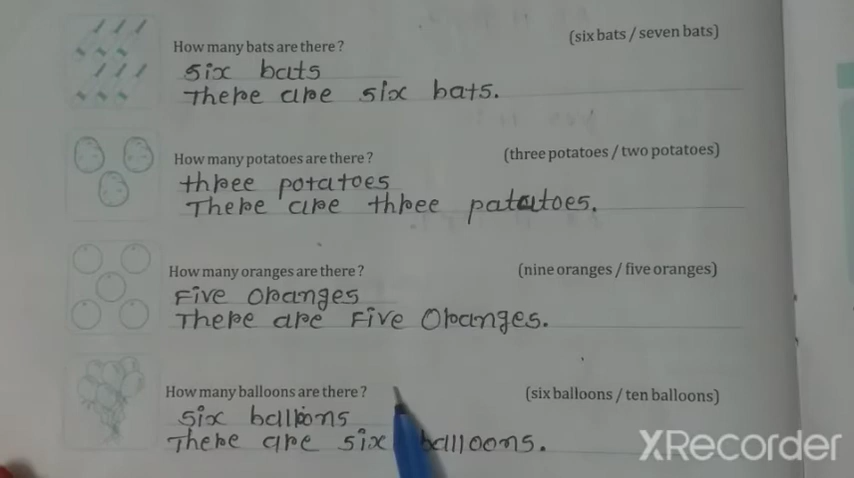 How many bats are there?
(six bats / seven bats)
six bats
There are six bats.
How many potatoes are there?
(three potatoes / two potatoes)
three potatoes
There are three patatoes.
How many oranges are there?
(nine oranges / five oranges)
Five Oranges
There are Five Oranges.
How many balloons are there?
(six balloons / ten balloons)
six balloons
There are six balloons.
XRecorder